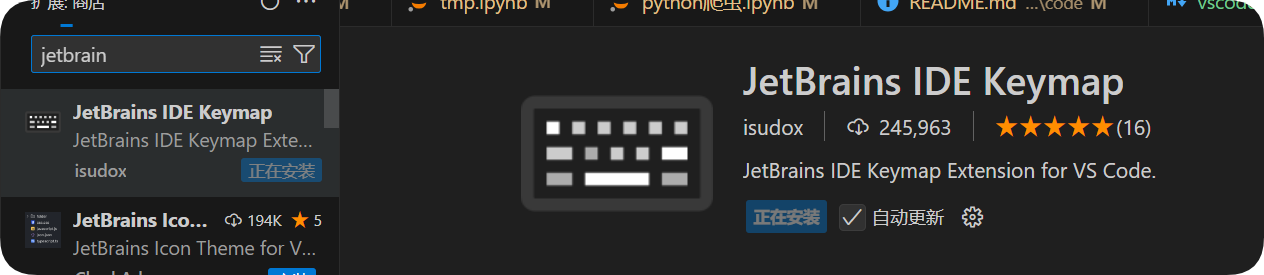 扩展: 商店
M
tmp.ipynb M
python爬虫.ipynb M
README.md ...\code M
vscod
jetbrain
JetBrains IDE Keymap
JetBrains IDE Keymap Exte...
isudox 正在安装
JetBrains Ico... 194K 5
JetBrains Icon Theme for V...
JetBrains IDE Keymap
isudox 245,963 (16)
JetBrains IDE Keymap Extension for VS Code.
正在安装 自动更新